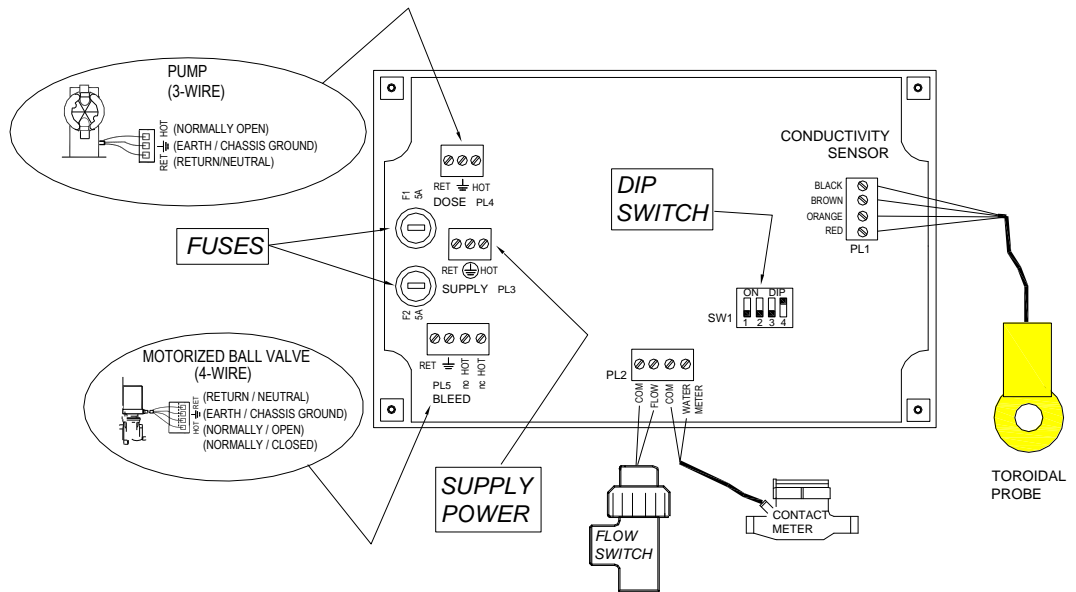 PUMP
(3-WIRE)
HOT
RET
(NORMALLY OPEN)
(EARTH / CHASSIS GROUND)
(RETURN/NEUTRAL)
FUSES
MOTORIZED BALL VALVE
(4-WIRE)
RET
HOT
(RETURN / NEUTRAL)
(EARTH / CHASSIS GROUND)
(NORMALLY / OPEN)
(NORMALLY / CLOSED)
RET HOT
DOSE PL4
F1
5A
RET HOT
SUPPLY PL3
F2
5A
RET
no HOT
nc HOT
PL5
BLEED
SUPPLY
POWER
DIP
SWITCH
SW1
ON DIP
1 2 3 4
CONDUCTIVITY
SENSOR
BLACK
BROWN
ORANGE
RED
PL1
PL2
COM
FLOW
COM
WATER
METER
FLOW
SWITCH
CONTACT
METER
TOROIDAL
PROBE